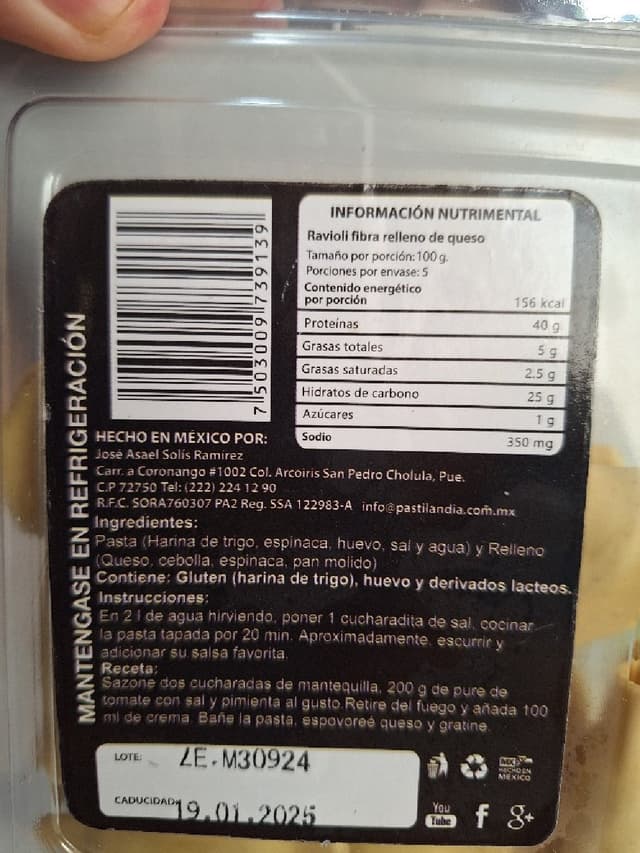 MANTENGASE EN REFRIGERACIÓN
7 503009 739139
INFORMACIÓN NUTRIMENTAL
Ravioli fibra relleno de queso
Tamaño por porción: 100 g.
Porciones por envase: 5
Contenido energético
por porción 156 kcal
Proteínas 40 g
Grasas totales 5 g
Grasas saturadas 2.5 g
Hidratos de carbono 25 g
Azúcares 1 g
Sodio 350 mg
HECHO EN MÉXICO POR:
José Asael Solís Ramírez
Carr. a Coronango #1002 Col. Arcoiris San Pedro Cholula, Pue.
C.P 72750 Tel: (222) 224 12 90
R.F.C. SORA760307 PA2 Reg. SSA 122983-A info@pastilandia.com.mx
Ingredientes:
Pasta (Harina de trigo, espinaca, huevo, sal y agua) y Relleno
(Queso, cebolla, espinaca, pan molido)
Contiene: Gluten (harina de trigo), huevo y derivados lacteos.
Instrucciones:
En 2 l de agua hirviendo, poner 1 cucharadita de sal, cocinar
la pasta tapada por 20 min. Aproximadamente, escurrir y
adicionar su salsa favorita.
Receta:
Sazone dos cucharadas de mantequilla, 200 g de pure de
tomate con sal y pimienta al gusto. Retire del fuego y añada 100
ml de crema. Bañe la pasta, espovoreé queso y gratine.
LOTE: LE.M30924
CADUCIDAD: 19.01.2025
HECHO EN
MÉXICO
You
Tube f g+